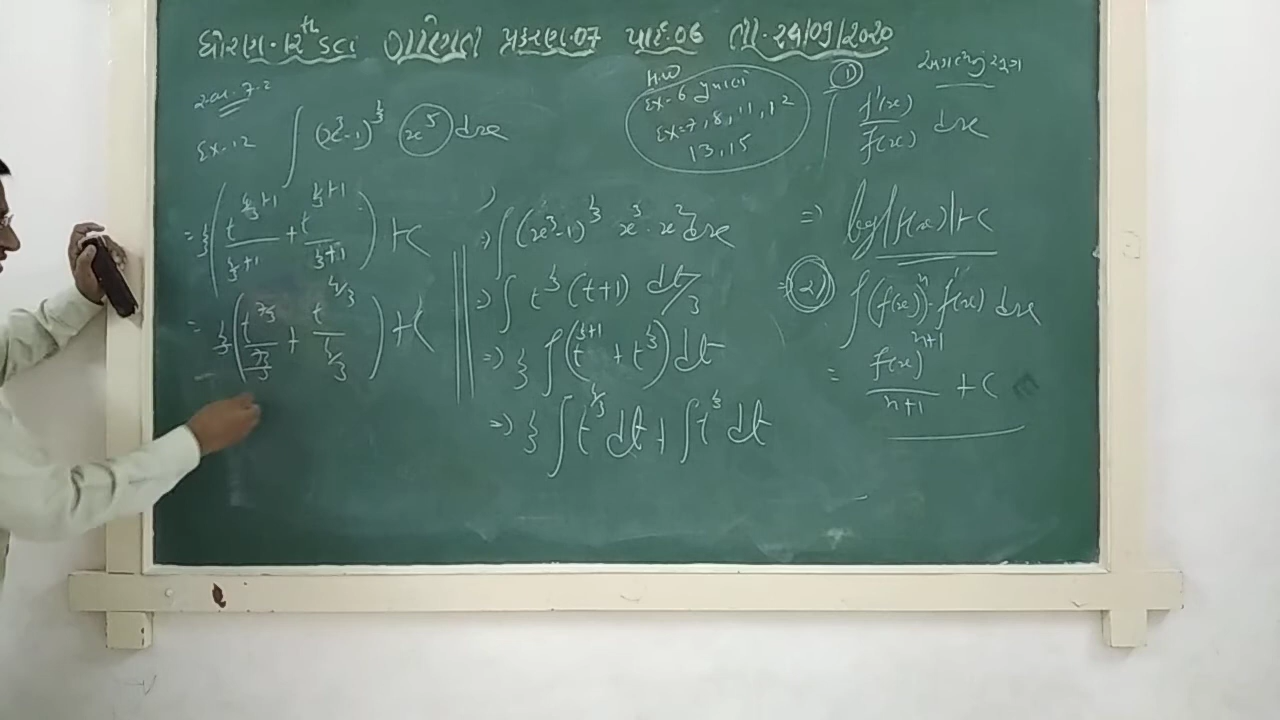 ધોરણ.12th sci ગણિત પ્રકરણ.07 પાઠ.06 તા.29/09/2020
સ્વા. 7.2
Ex-12 ∫ (x³-1)^{1/3} x⁵ dx
= 1/3 ( t^{4/3+1} / (4/3+1) + t^{1/3+1} / (1/3+1) ) + C
= 1/3 ( t^{7/3} / (7/3) + t^{4/3} / (4/3) ) + C
⇒ ∫ (x³-1)^{1/3} x³ · x² dx
⇒ ∫ t^{1/3} (t+1) dt/3
⇒ 1/3 ∫ ( t^{1/3+1} + t^{1/3} ) dt
⇒ 1/3 ∫ t^{4/3} dt + ∫ t^{1/3} dt
H.W
Ex-6
Ex=7, 8, 11, 12
13, 15
① ∫ f'(x) / f(x) dx
⇒ log|f(x)| + C
② ∫ (f(x))ⁿ · f'(x) dx
= f(x)^{n+1} / (n+1) + C